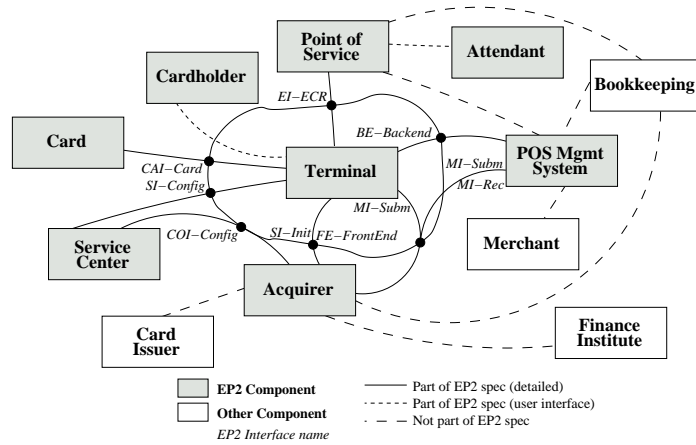 Point of
Service
Attendant
Cardholder
Bookkeeping
EI−ECR
BE−Backend
Card
Terminal
POS Mgmt
System
CAI−Card
SI−Config
MI−Subm
MI−Rec
MI−Subm
COI−Config
SI−Init
FE−FrontEnd
Service
Center
Merchant
Acquirer
Card
Issuer
Finance
Institute
EP2 Component
Other Component
EP2 Interface name
Part of EP2 spec (detailed)
Part of EP2 spec (user interface)
Not part of EP2 spec